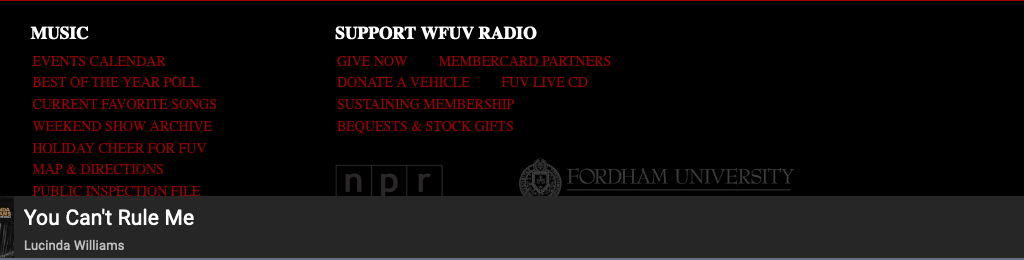 MUSIC
EVENTS CALENDAR
BEST OF THE YEAR POLL
CURRENT FAVORITE SONGS
WEEKEND SHOW ARCHIVE
HOLIDAY CHEER FOR FUV
MAP & DIRECTIONS
PUBLIC INSPECTION FILE
SUPPORT WFUV RADIO
GIVE NOW MEMBERCARD PARTNERS
DONATE A VEHICLE FUV LIVE CD
SUSTAINING MEMBERSHIP
BEQUESTS & STOCK GIFTS
npr
FORDHAM UNIVERSITY
You Can't Rule Me
Lucinda Williams